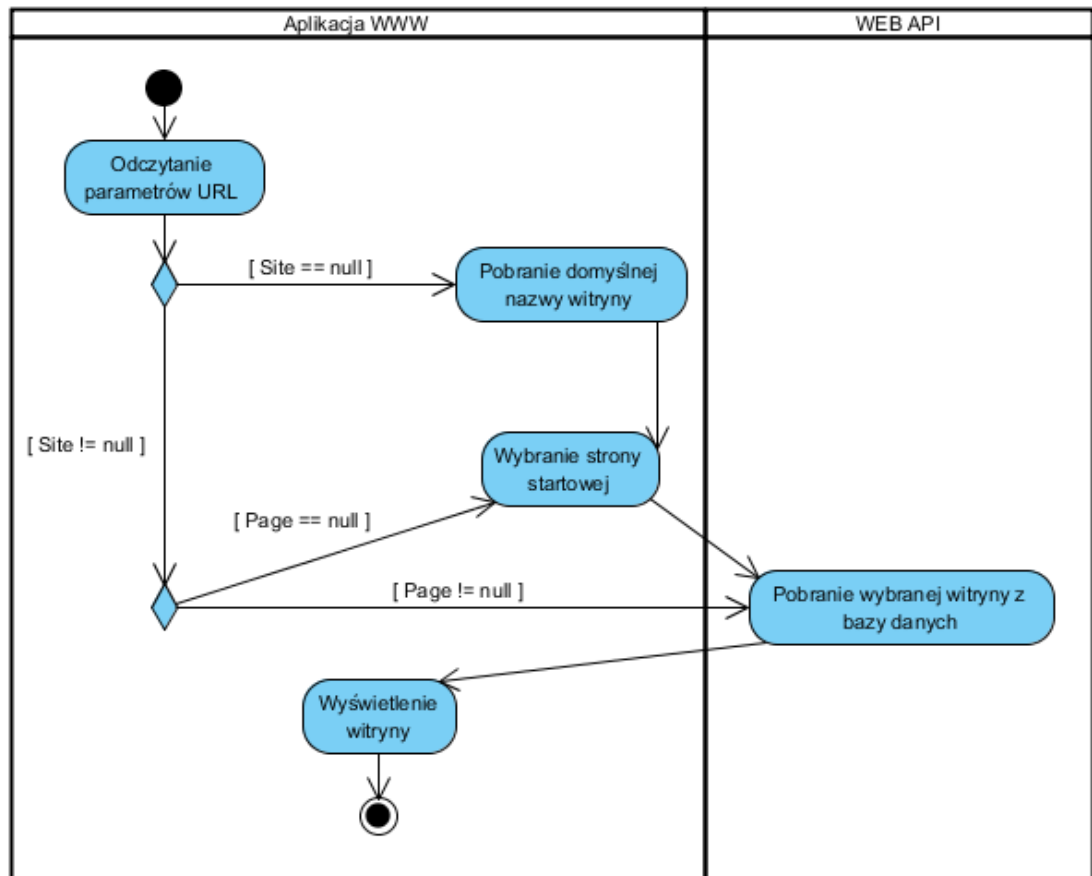 Aplikacja WWW
WEB API
Odczytanie
parametrów URL
[ Site == null ]
Pobranie domyślnej
nazwy witryny
[ Site != null ]
Wybranie strony
startowej
[ Page == null ]
[ Page != null ]
Pobranie wybranej witryny z
bazy danych
Wyświetlenie
witryny